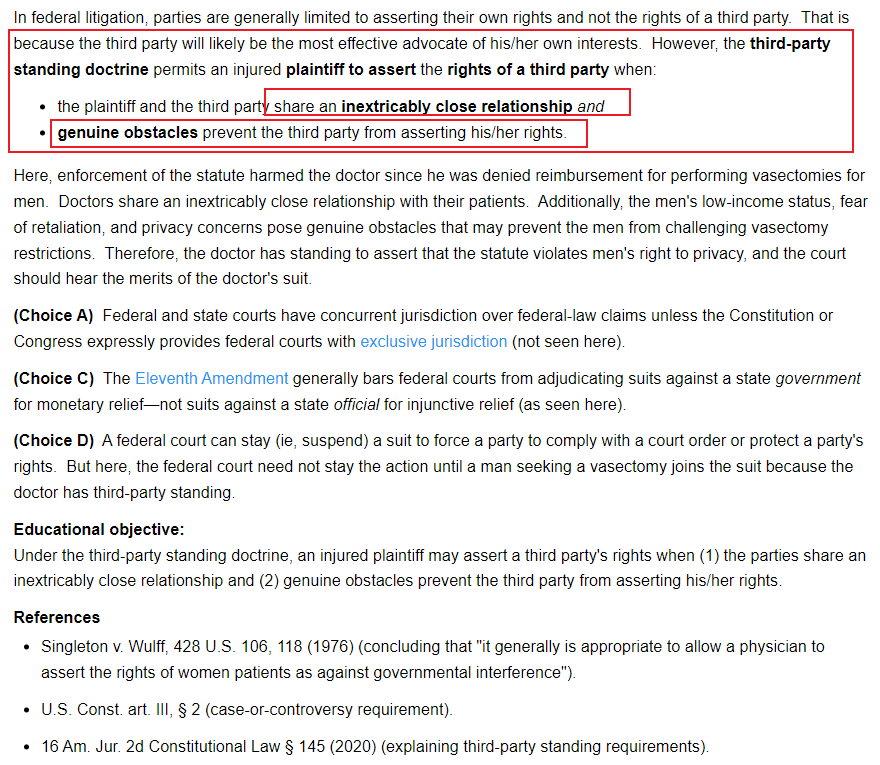 In federal litigation, parties are generally limited to asserting their own rights and not the rights of a third party.  That is
because the third party will likely be the most effective advocate of his/her own interests.  However, the third-party
standing doctrine permits an injured plaintiff to assert the rights of a third party when:
• the plaintiff and the third party share an inextricably close relationship and
• genuine obstacles prevent the third party from asserting his/her rights.
Here, enforcement of the statute harmed the doctor since he was denied reimbursement for performing vasectomies for
men.  Doctors share an inextricably close relationship with their patients.  Additionally, the men's low-income status, fear
of retaliation, and privacy concerns pose genuine obstacles that may prevent the men from challenging vasectomy
restrictions.  Therefore, the doctor has standing to assert that the statute violates men's right to privacy, and the court
should hear the merits of the doctor's suit.
(Choice A)  Federal and state courts have concurrent jurisdiction over federal-law claims unless the Constitution or
Congress expressly provides federal courts with exclusive jurisdiction (not seen here).
(Choice C)  The Eleventh Amendment generally bars federal courts from adjudicating suits against a state government
for monetary relief—not suits against a state official for injunctive relief (as seen here).
(Choice D)  A federal court can stay (ie, suspend) a suit to force a party to comply with a court order or protect a party's
rights.  But here, the federal court need not stay the action until a man seeking a vasectomy joins the suit because the
doctor has third-party standing.
Educational objective:
Under the third-party standing doctrine, an injured plaintiff may assert a third party's rights when (1) the parties share an
inextricably close relationship and (2) genuine obstacles prevent the third party from asserting his/her rights.
References
• Singleton v. Wulff, 428 U.S. 106, 118 (1976) (concluding that "it generally is appropriate to allow a physician to
assert the rights of women patients as against governmental interference").
• U.S. Const. art. III, § 2 (case-or-controversy requirement).
• 16 Am. Jur. 2d Constitutional Law § 145 (2020) (explaining third-party standing requirements).